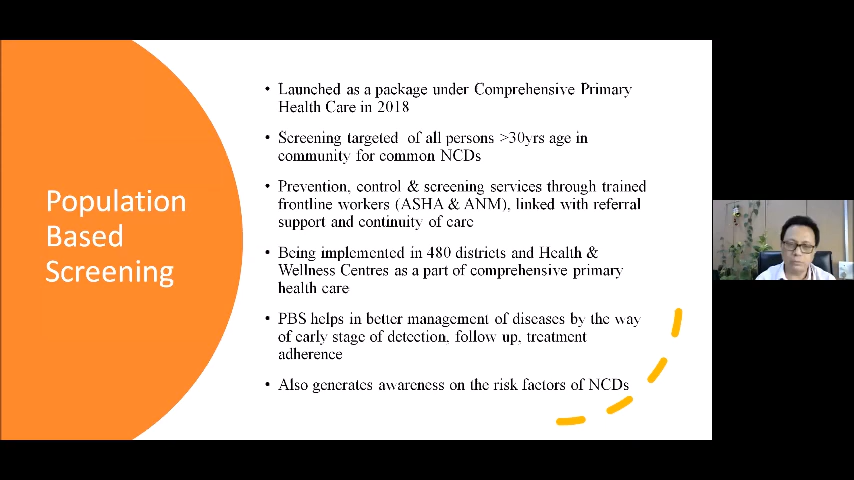 Population
Based
Screening
• Launched as a package under Comprehensive Primary
Health Care in 2018
• Screening targeted of all persons >30yrs age in
community for common NCDs
• Prevention, control & screening services through trained
frontline workers (ASHA & ANM), linked with referral
support and continuity of care
• Being implemented in 480 districts and Health &
Wellness Centres as a part of comprehensive primary
health care
• PBS helps in better management of diseases by the way
of early stage of detection, follow up, treatment
adherence
• Also generates awareness on the risk factors of NCDs